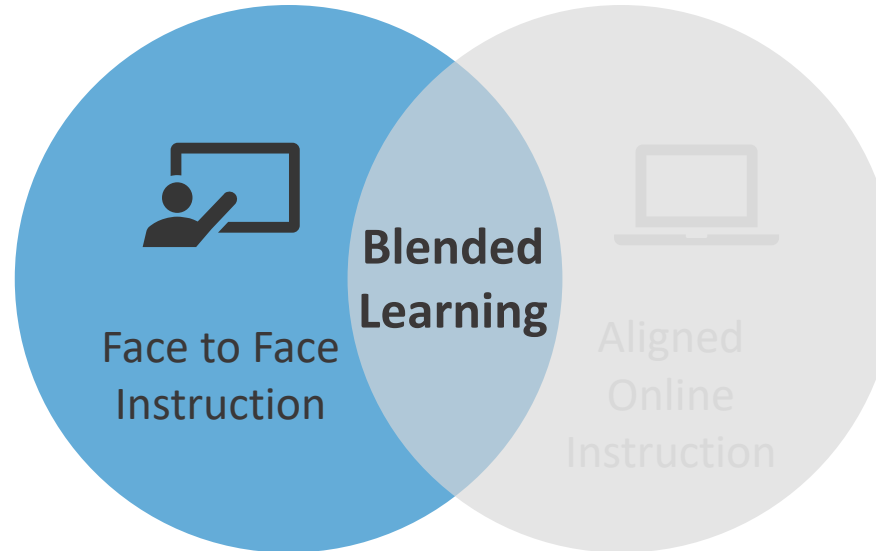 Face to Face
Instruction
Blended
Learning
Aligned
Online
Instruction